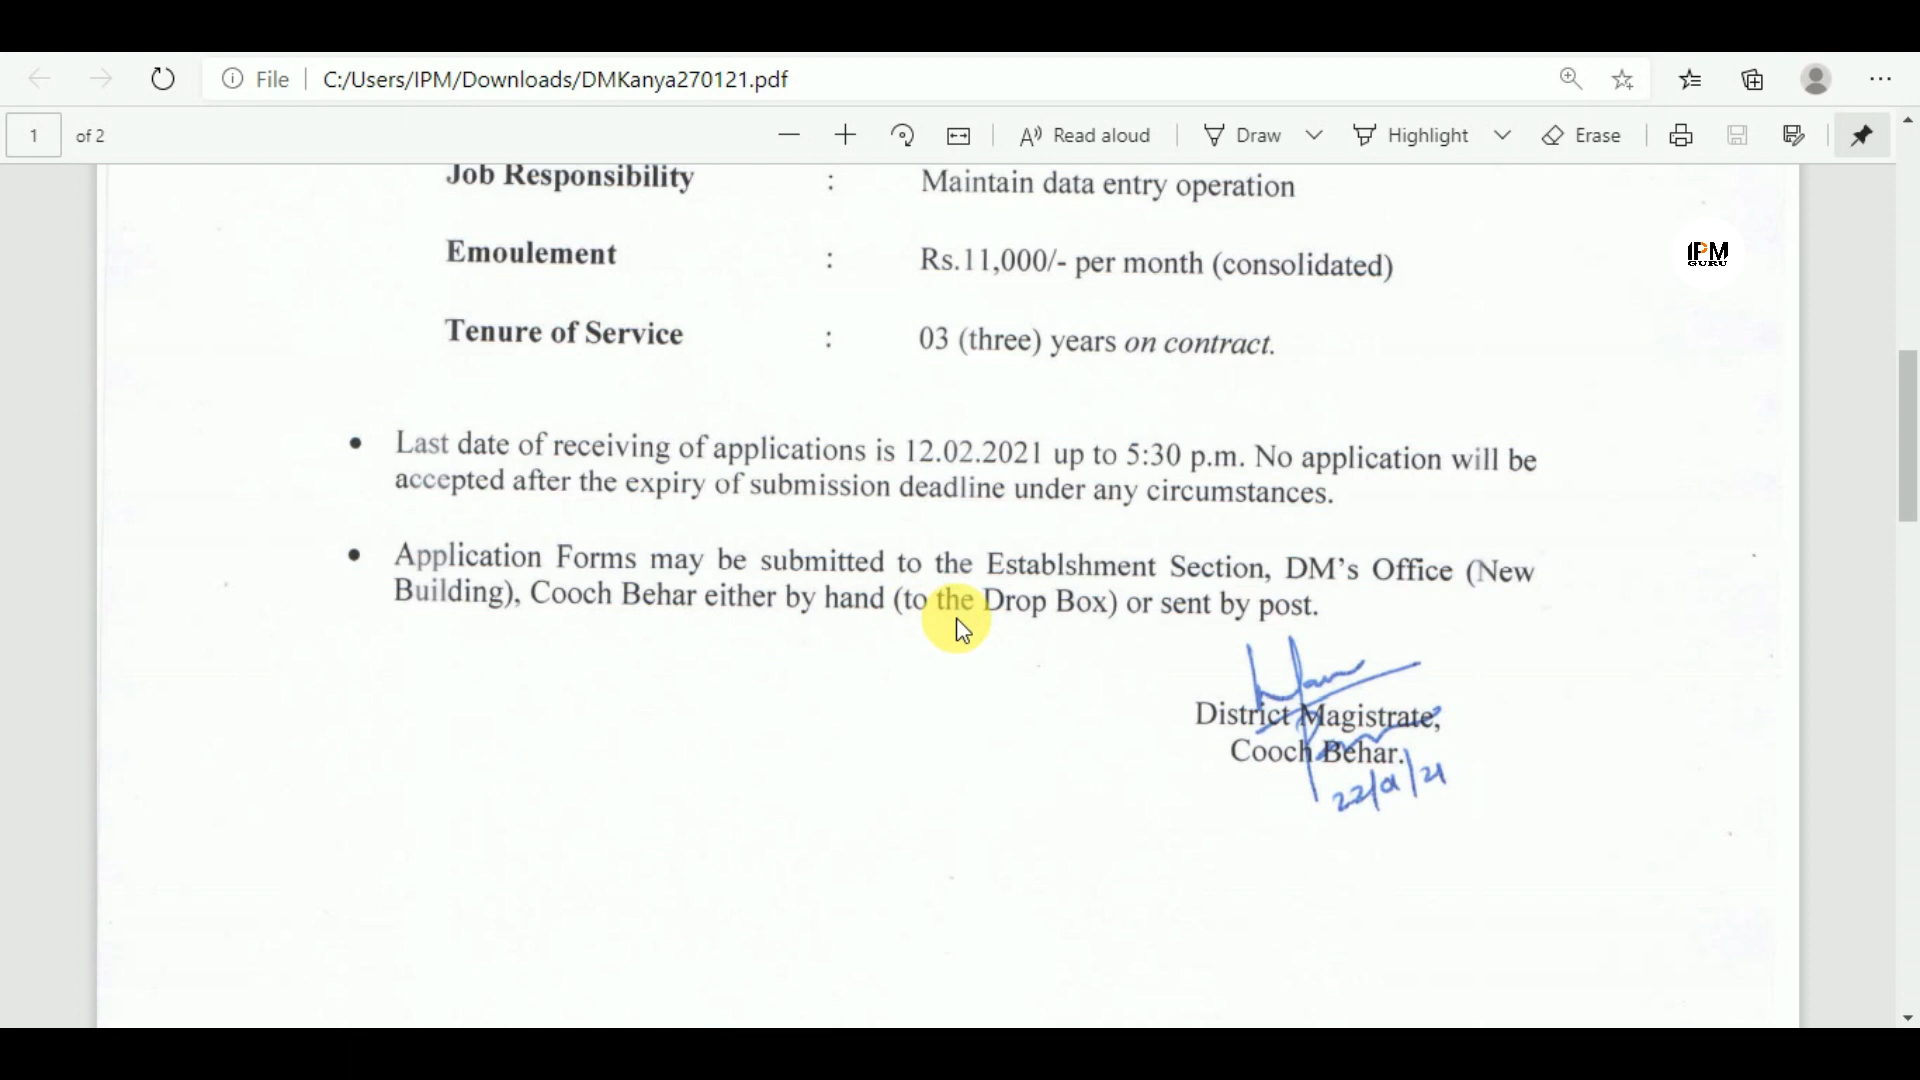 File
C:/Users/IPM/Downloads/DMKanya270121.pdf
1 of 2
Read aloud
Draw
Highlight
Erase
Job Responsibility : Maintain data entry operation
IPM
GURU
Emoulement : Rs.11,000/- per month (consolidated)
Tenure of Service : 03 (three) years on contract.
• Last date of receiving of applications is 12.02.2021 up to 5:30 p.m. No application will be
accepted after the expiry of submission deadline under any circumstances.
• Application Forms may be submitted to the Establshment Section, DM's Office (New
Building), Cooch Behar either by hand (to the Drop Box) or sent by post.
District Magistrate,
Cooch Behar.